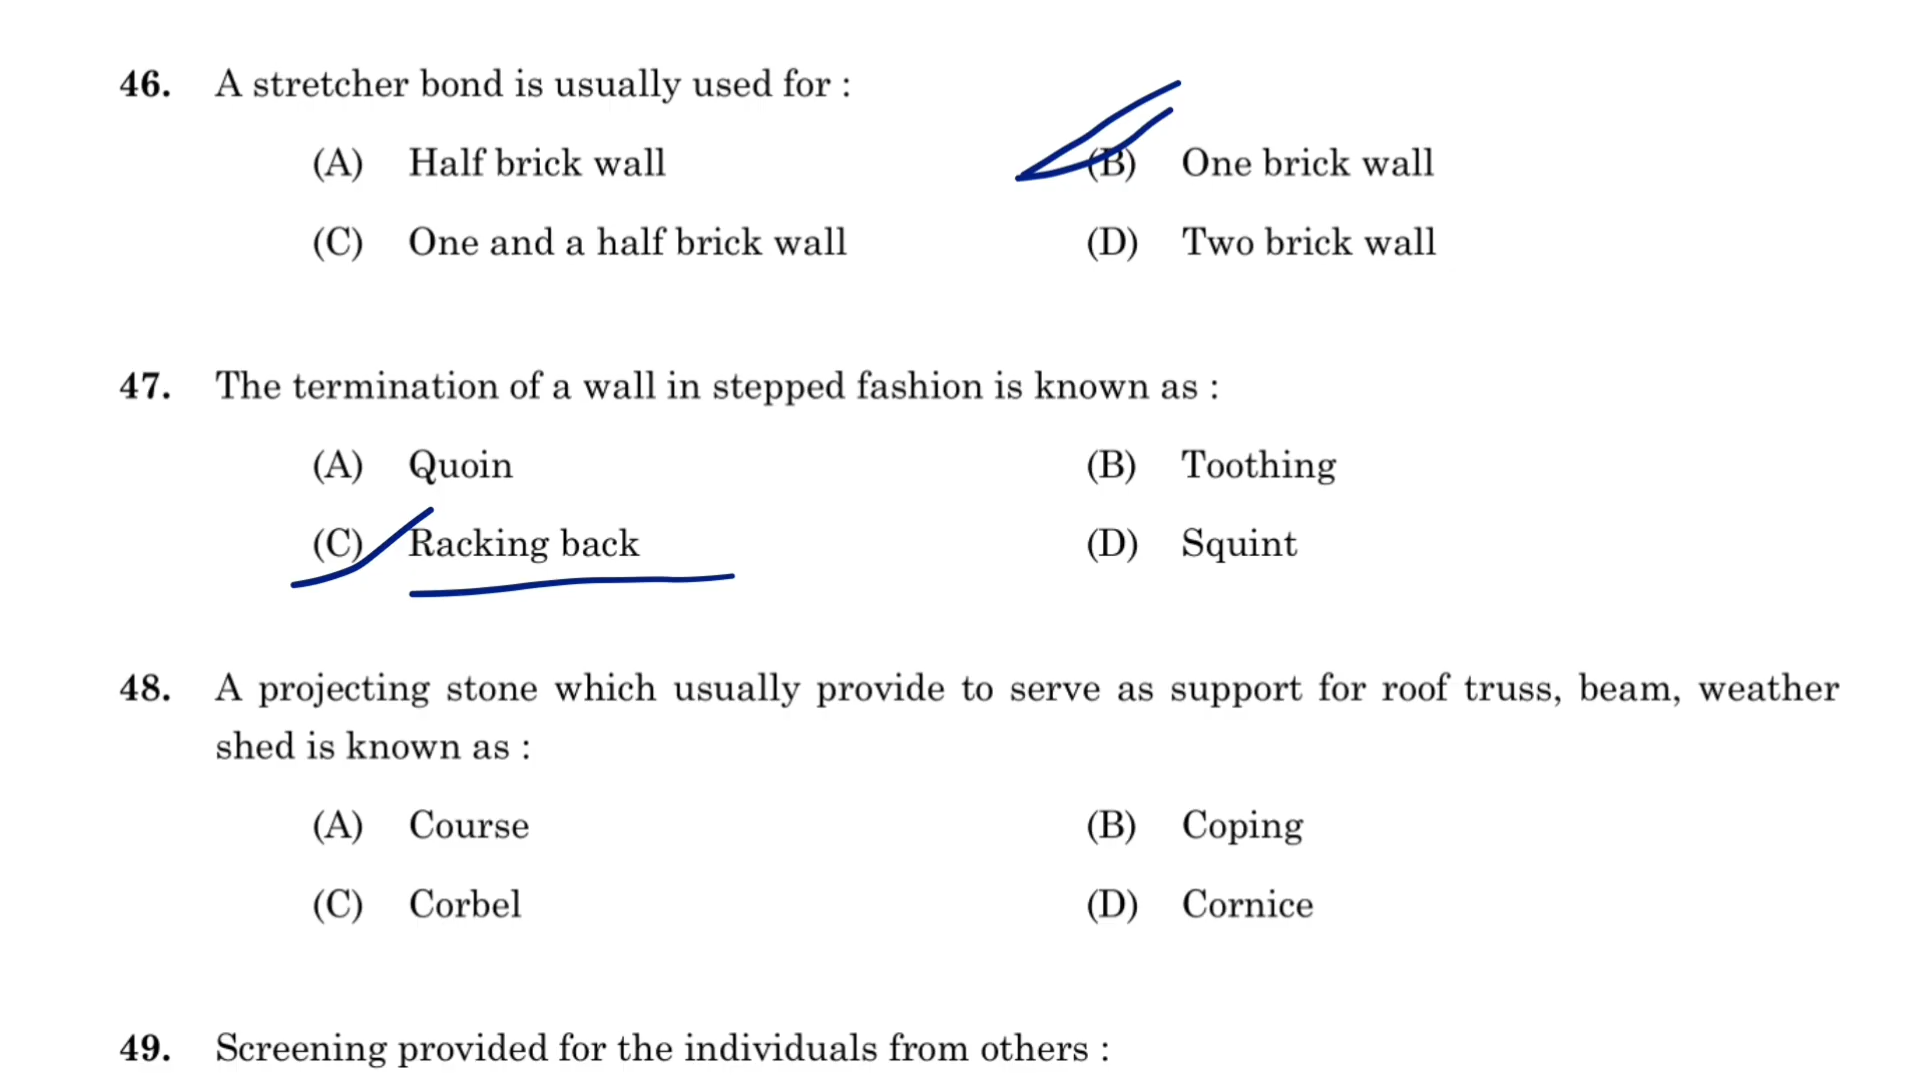 46. A stretcher bond is usually used for :
(A) Half brick wall (B) One brick wall
(C) One and a half brick wall (D) Two brick wall
47. The termination of a wall in stepped fashion is known as :
(A) Quoin (B) Toothing
(C) Racking back (D) Squint
48. A projecting stone which usually provide to serve as support for roof truss, beam, weather
shed is known as :
(A) Course (B) Coping
(C) Corbel (D) Cornice
49. Screening provided for the individuals from others :